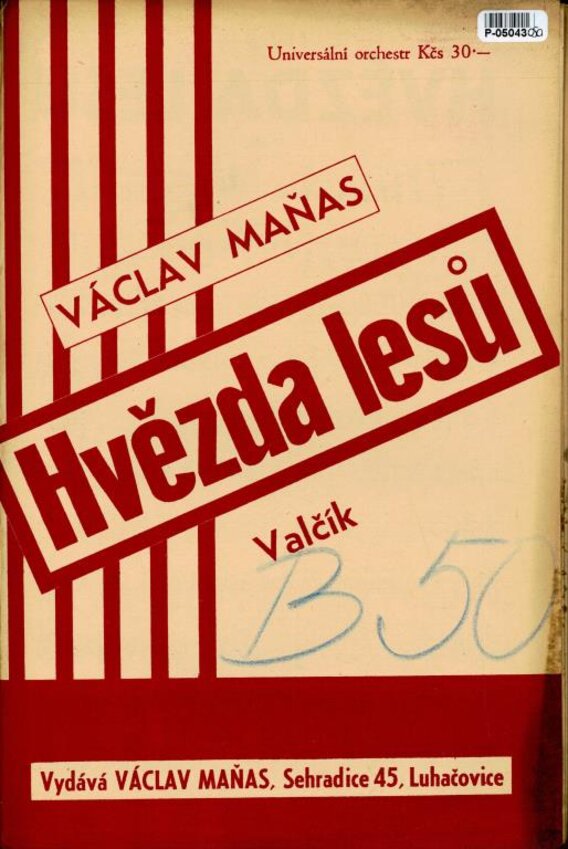 P-05043
Universální orchestr Kčs 30·—
VÁCLAV MAŇAS
Hvězda lesů
Valčík
B 50
Vydává VÁCLAV MAŇAS, Sehradice 45, Luhačovice